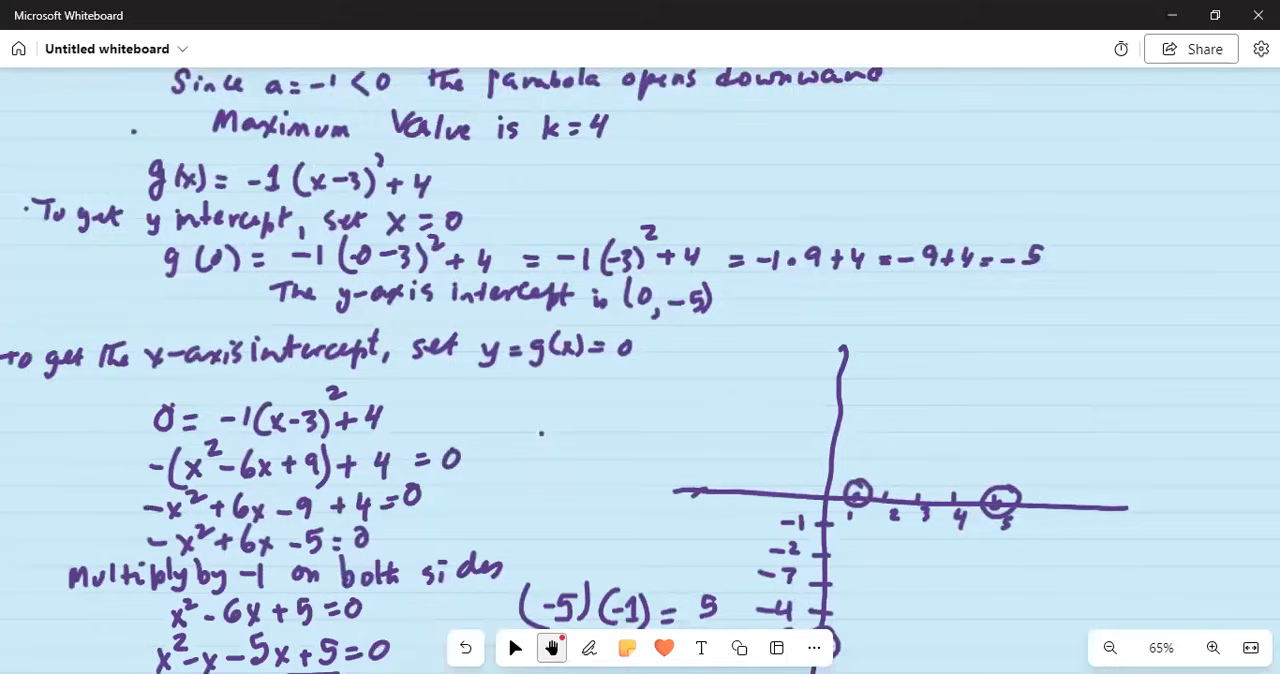 Microsoft Whiteboard
Untitled whiteboard
Share
Since a = -1 < 0 the parabola opens downward
Maximum Value is k = 4
g(x) = -1(x-3)² + 4
To get y intercept, set x = 0
g(0) = -1(0-3)² + 4 = -1(-3)² + 4 = -1·9+4 = -9+4 = -5
The y-axis intercept is (0, -5)
To get the x-axis intercept, set y = g(x) = 0
0 = -1(x-3)² + 4
-(x² - 6x + 9) + 4 = 0
-x² + 6x - 9 + 4 = 0
-x² + 6x - 5 = 0
Multiply by -1 on both sides
x² - 6x + 5 = 0
(-5)(-1) = 5
x² - x - 5x + 5 = 0
1 2 3 4 5
-1
-2
-7
-4
65%